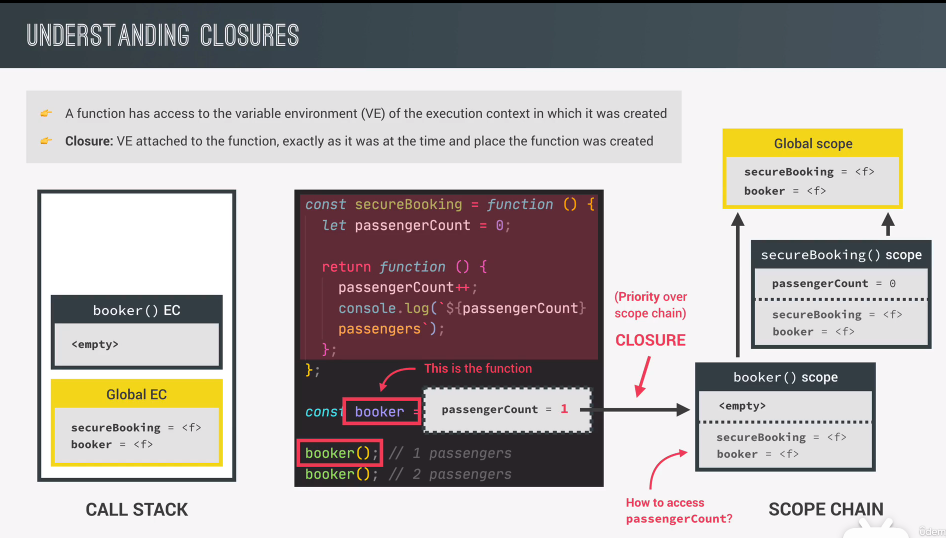 UNDERSTANDING CLOSURES
👉 A function has access to the variable environment (VE) of the execution context in which it was created
👉 Closure: VE attached to the function, exactly as it was at the time and place the function was created
booker() EC
<empty>
Global EC
secureBooking = <f>
booker = <f>
CALL STACK
const secureBooking = function () {
let passengerCount = 0;
return function () {
passengerCount++;
console.log(`${passengerCount}
passengers`);
};
};
This is the function
const booker =
passengerCount = 1
booker(); // 1 passengers
booker(); // 2 passengers
(Priority over
scope chain)
CLOSURE
Global scope
secureBooking = <f>
booker = <f>
secureBooking() scope
passengerCount = 0
secureBooking = <f>
booker = <f>
booker() scope
<empty>
secureBooking = <f>
booker = <f>
How to access
passengerCount?
SCOPE CHAIN